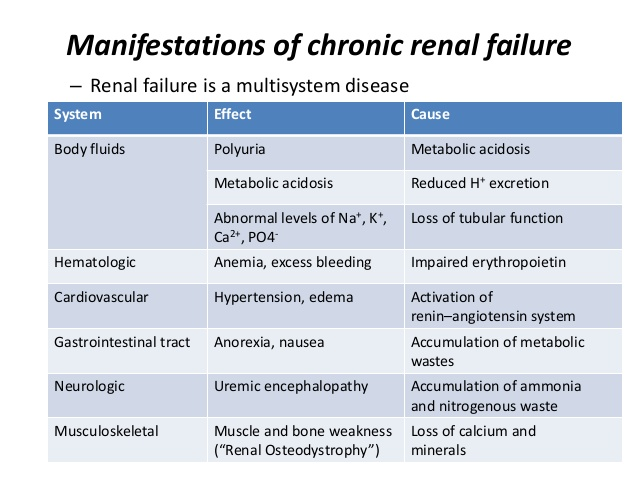 Manifestations of chronic renal failure
– Renal failure is a multisystem disease
System Effect Cause
Body fluids Polyuria Metabolic acidosis
Metabolic acidosis Reduced H⁺ excretion
Abnormal levels of Na⁺, K⁺, Loss of tubular function
Ca²⁺, PO4⁻
Hematologic Anemia, excess bleeding Impaired erythropoietin
Cardiovascular Hypertension, edema Activation of
renin–angiotensin system
Gastrointestinal tract Anorexia, nausea Accumulation of metabolic
wastes
Neurologic Uremic encephalopathy Accumulation of ammonia
and nitrogenous waste
Musculoskeletal Muscle and bone weakness Loss of calcium and
(“Renal Osteodystrophy”) minerals